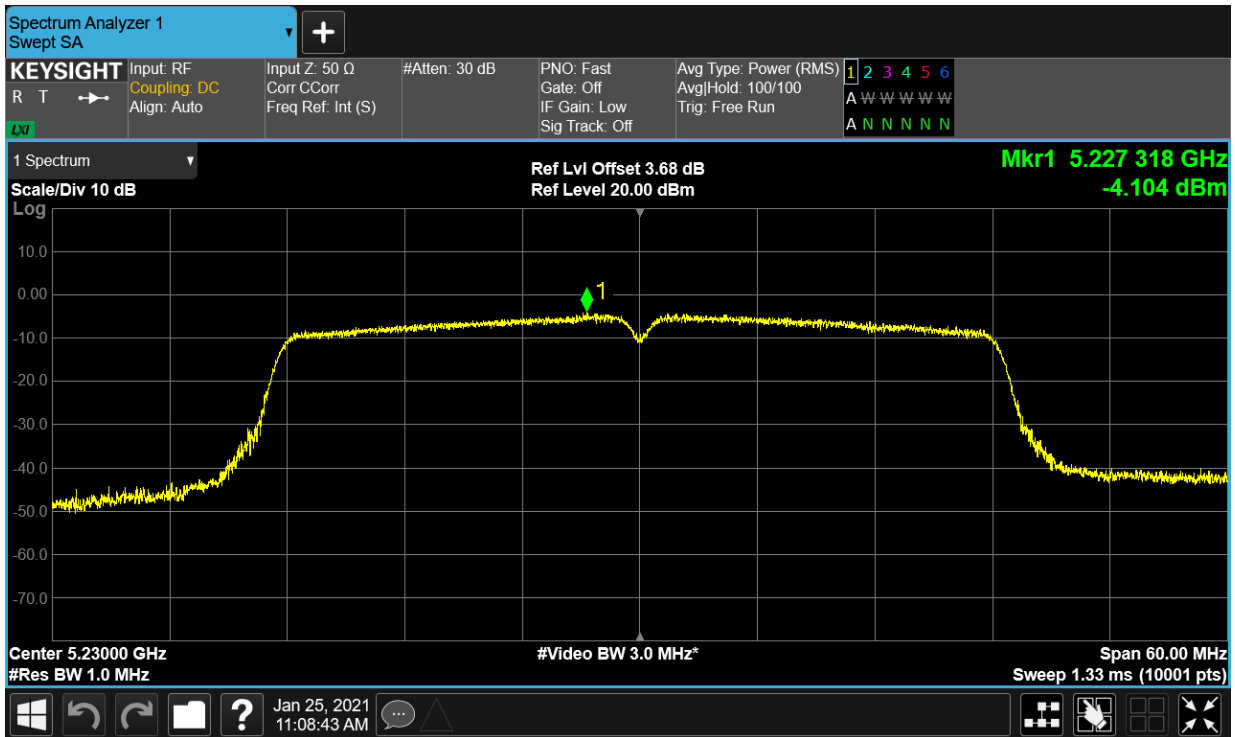 Spectrum Analyzer 1
Swept SA
KEYSIGHT
R T
LXI
Input: RF
Coupling: DC
Align: Auto
Input Z: 50 Ω
Corr CCorr
Freq Ref: Int (S)
#Atten: 30 dB
PNO: Fast
Gate: Off
IF Gain: Low
Sig Track: Off
Avg Type: Power (RMS)
Avg|Hold: 100/100
Trig: Free Run
1 2 3 4 5 6
A W W W W W
A N N N N N
1 Spectrum
Scale/Div 10 dB
Log
Ref Lvl Offset 3.68 dB
Ref Level 20.00 dBm
Mkr1 5.227 318 GHz
-4.104 dBm
10.0
0.00
-10.0
-20.0
-30.0
-40.0
-50.0
-60.0
-70.0
1
Center 5.23000 GHz
#Res BW 1.0 MHz
#Video BW 3.0 MHz*
Span 60.00 MHz
Sweep 1.33 ms (10001 pts)
?
Jan 25, 2021
11:08:43 AM